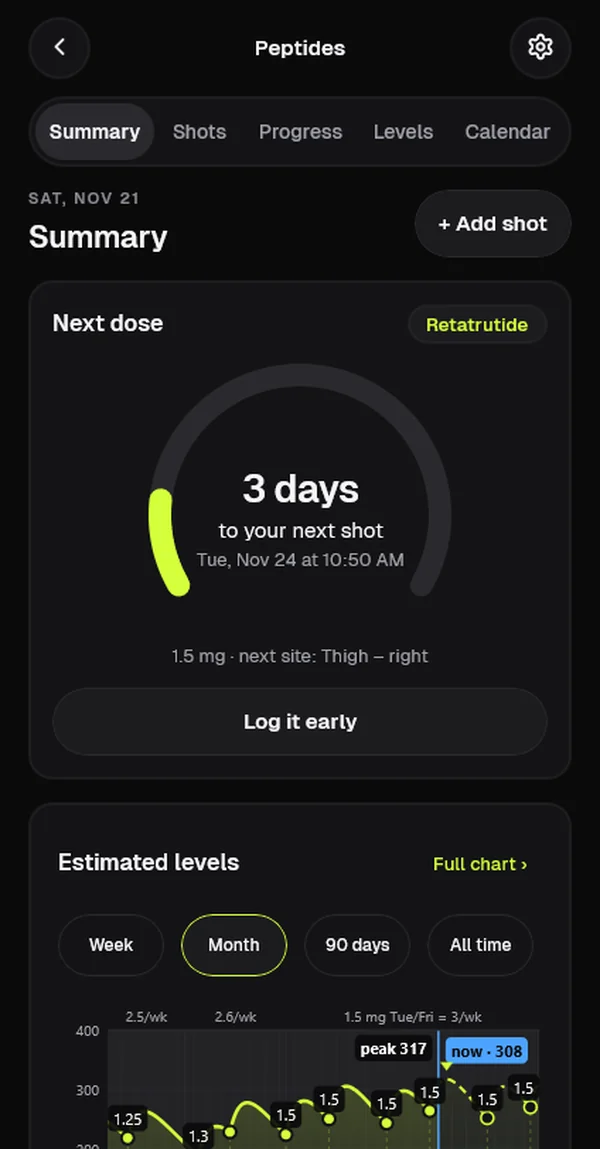 Peptides
Summary Shots Progress Levels Calendar
SAT, NOV 21
Summary
+ Add shot
Next dose
Retatrutide
3 days
to your next shot
Tue, Nov 24 at 10:50 AM
1.5 mg · next site: Thigh – right
Log it early
Estimated levels
Full chart ›
Week Month 90 days All time
2.5/wk 2.6/wk 1.5 mg Tue/Fri = 3/wk
400
peak 317 now · 308
300
1.25 1.3 1.5 1.5 1.5 1.5 1.5 1.5
200